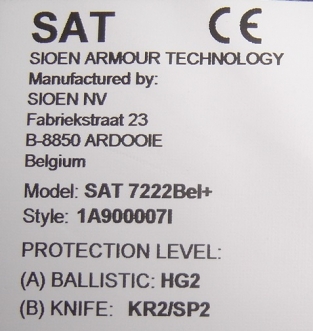 SAT CE
SIOEN ARMOUR TECHNOLOGY
Manufactured by:
SIOEN NV
Fabriekstraat 23
B-8850 ARDOOIE
Belgium
Model: SAT 7222Bel+
Style: 1A900007I
PROTECTION LEVEL:
(A) BALLISTIC: HG2
(B) KNIFE: KR2/SP2